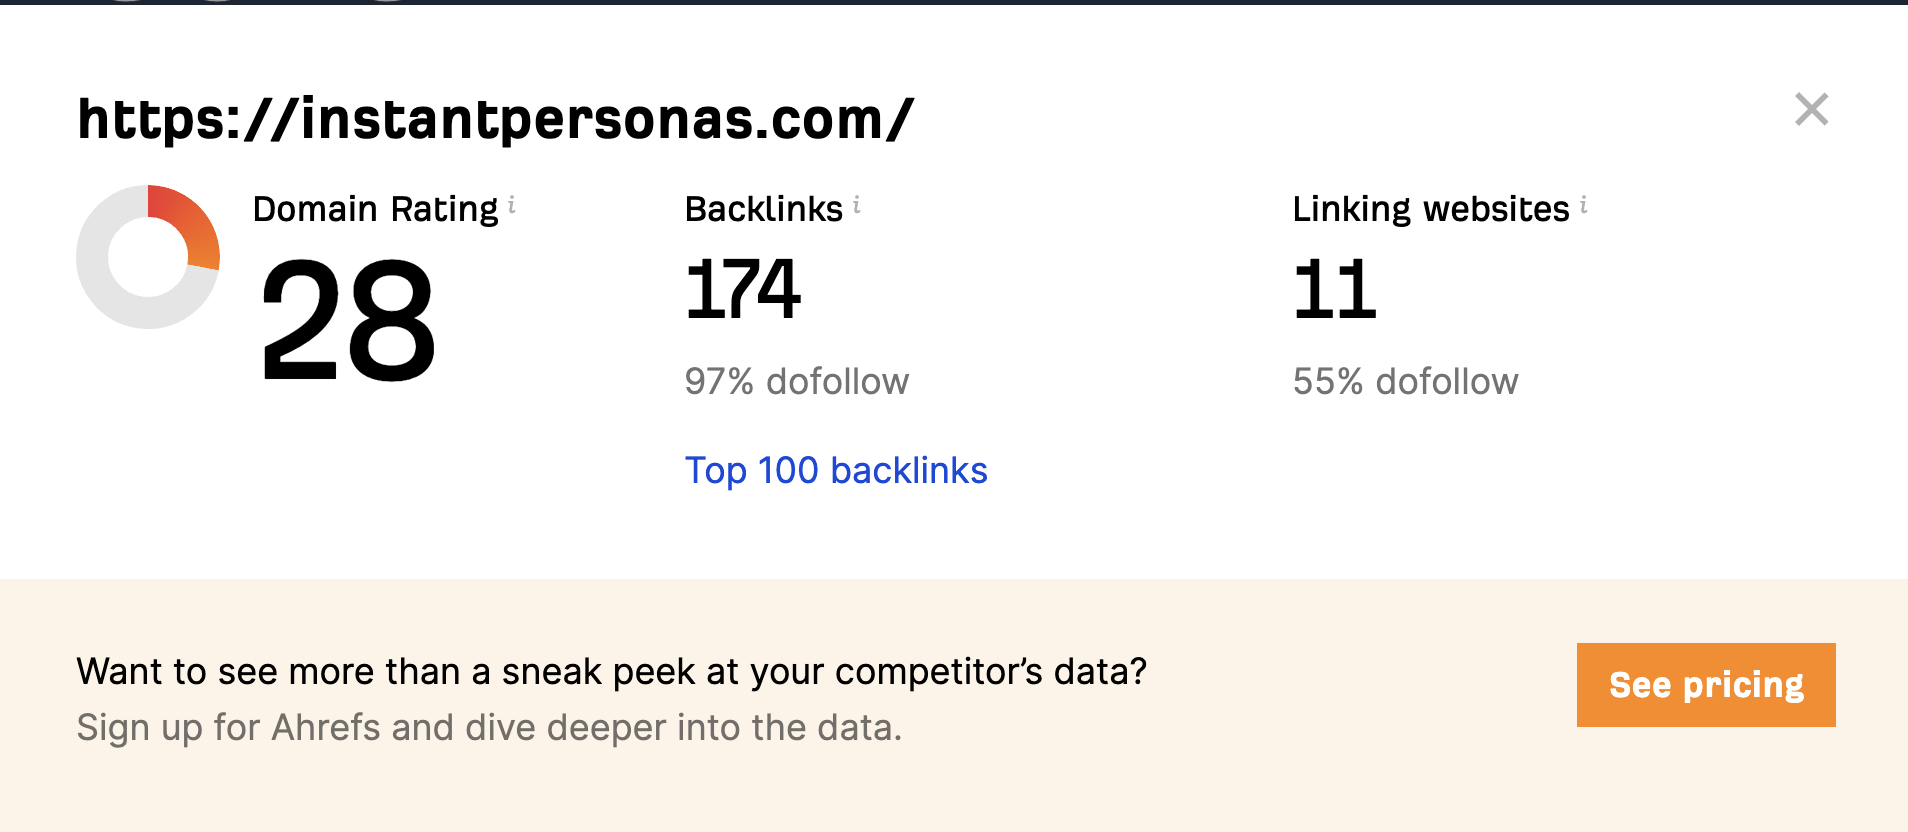 https://instantpersonas.com/
Domain Rating i
Backlinks i
Linking websites i
28
174
11
97% dofollow
55% dofollow
Top 100 backlinks
Want to see more than a sneak peek at your competitor’s data?
Sign up for Ahrefs and dive deeper into the data.
See pricing